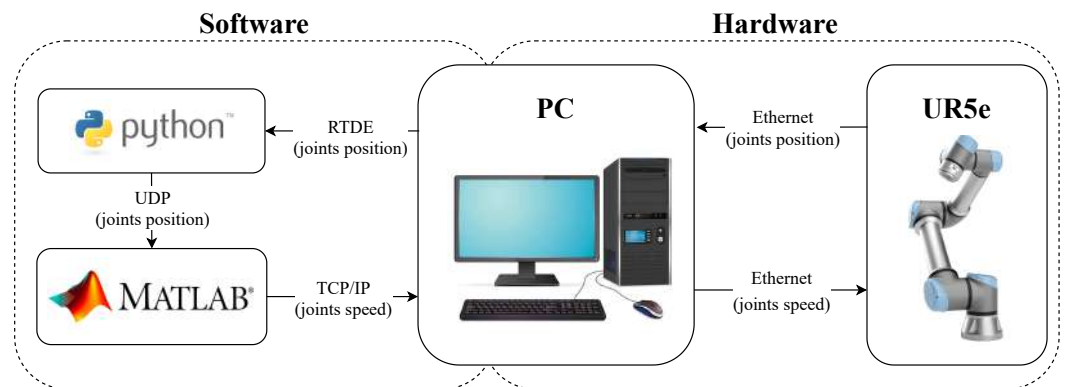 Software
Hardware
python™
RTDE
(joints position)
UDP
(joints position)
MATLAB®
TCP/IP
(joints speed)
PC
Ethernet
(joints position)
Ethernet
(joints speed)
UR5e